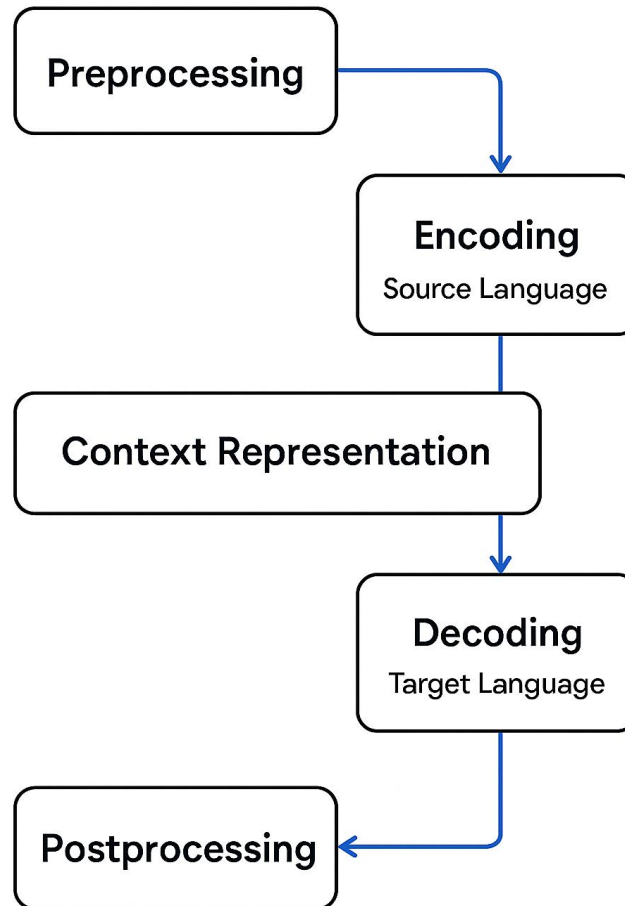 Preprocessing
Encoding
Source Language
Context Representation
Decoding
Target Language
Postprocessing